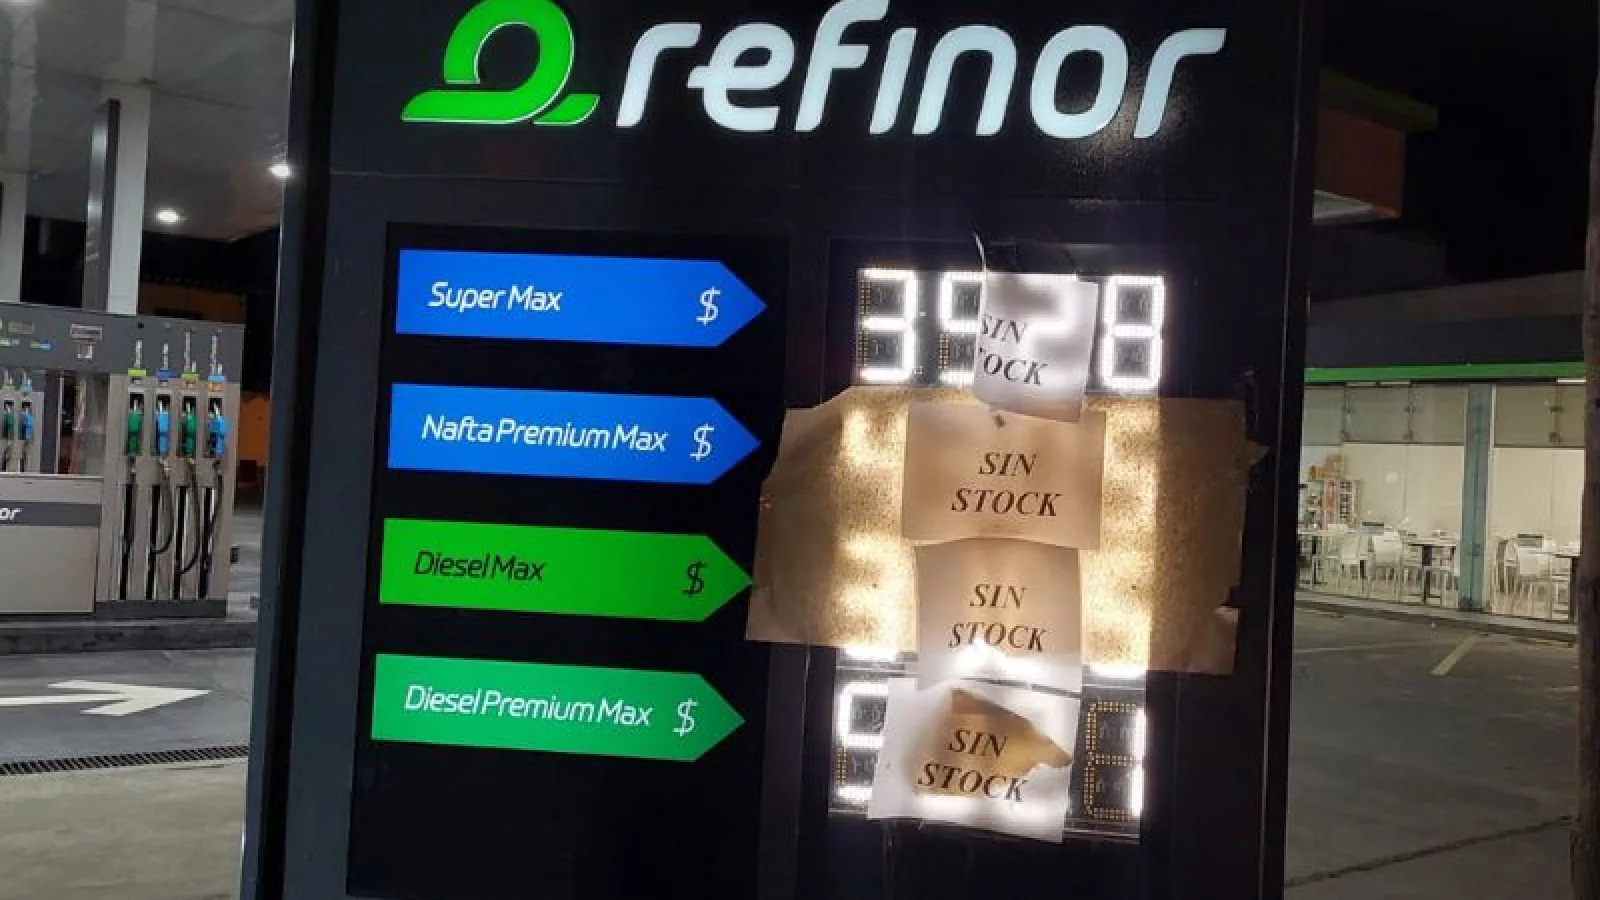 refinor
Super Max $
SIN
STOCK
Nafta Premium Max $
SIN
STOCK
Diesel Max $
SIN
STOCK
Diesel Premium Max $
SIN
STOCK
or